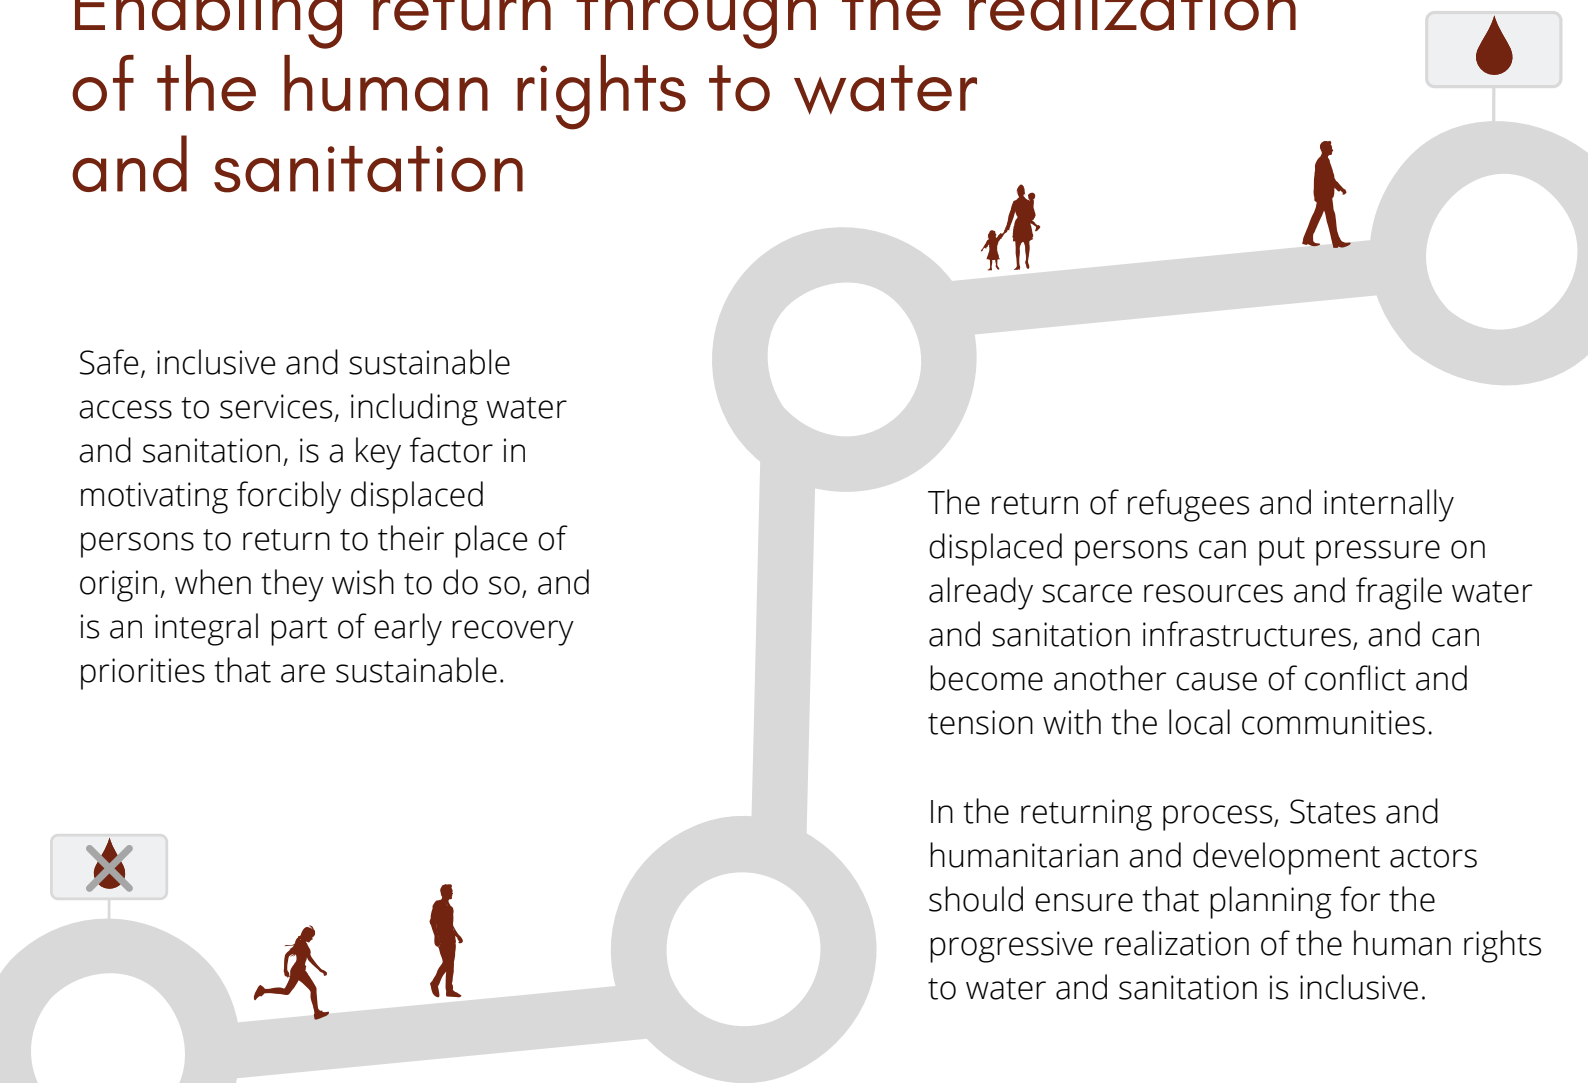 Enabling return through the realization
of the human rights to water
and sanitation
Safe, inclusive and sustainable
access to services, including water
and sanitation, is a key factor in
motivating forcibly displaced
persons to return to their place of
origin, when they wish to do so, and
is an integral part of early recovery
priorities that are sustainable.
The return of refugees and internally
displaced persons can put pressure on
already scarce resources and fragile water
and sanitation infrastructures, and can
become another cause of conflict and
tension with the local communities.
In the returning process, States and
humanitarian and development actors
should ensure that planning for the
progressive realization of the human rights
to water and sanitation is inclusive.